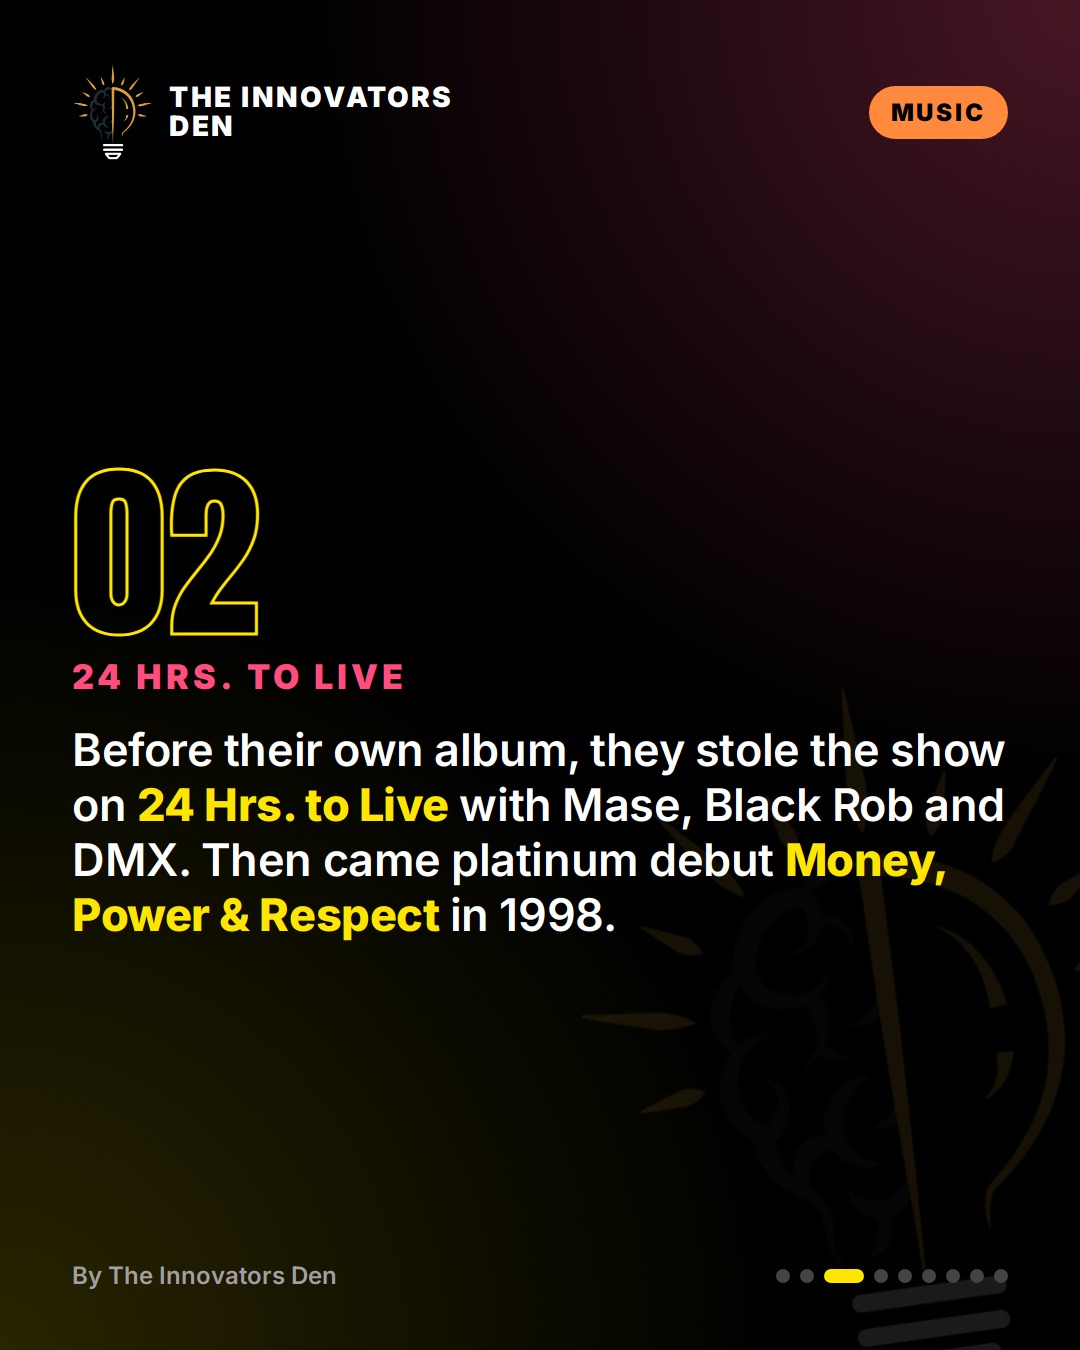 THE INNOVATORS
DEN
MUSIC
02
24 HRS. TO LIVE
Before their own album, they stole the show
on 24 Hrs. to Live with Mase, Black Rob and
DMX. Then came platinum debut Money,
Power & Respect in 1998.
By The Innovators Den